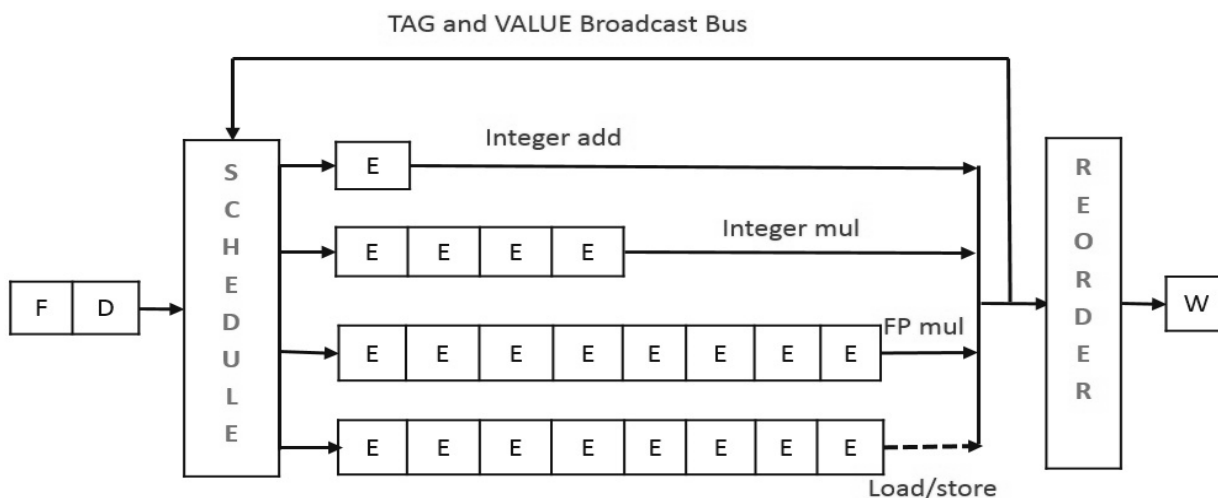 TAG and VALUE Broadcast Bus
F D
S
C
H
E
D
U
L
E
E
Integer add
E E E E
Integer mul
E E E E E E E E
FP mul
E E E E E E E E
Load/store
R
E
O
R
D
E
R
W